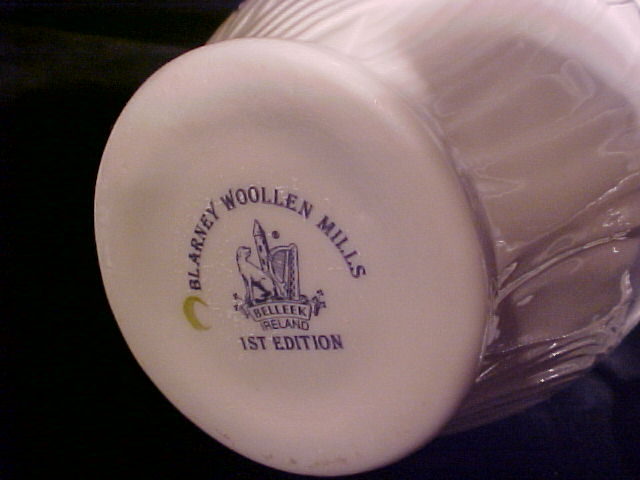 BLARNEY WOOLLEN MILLS
®
BELLEEK
IRELAND
1ST EDITION